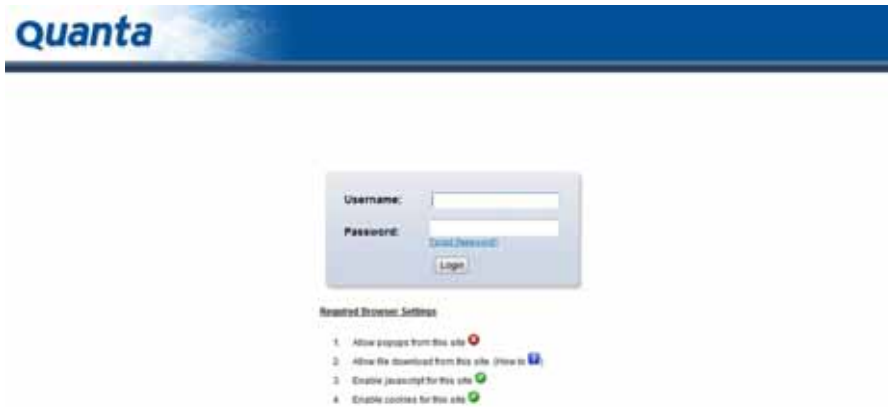 Quanta
Username:
Password:
Forgot Password?
Login
Required Browser Settings
1. Allow popups from this site
2. Allow file download from this site. (How to ?)
3. Enable javascript for this site
4. Enable cookies for this site